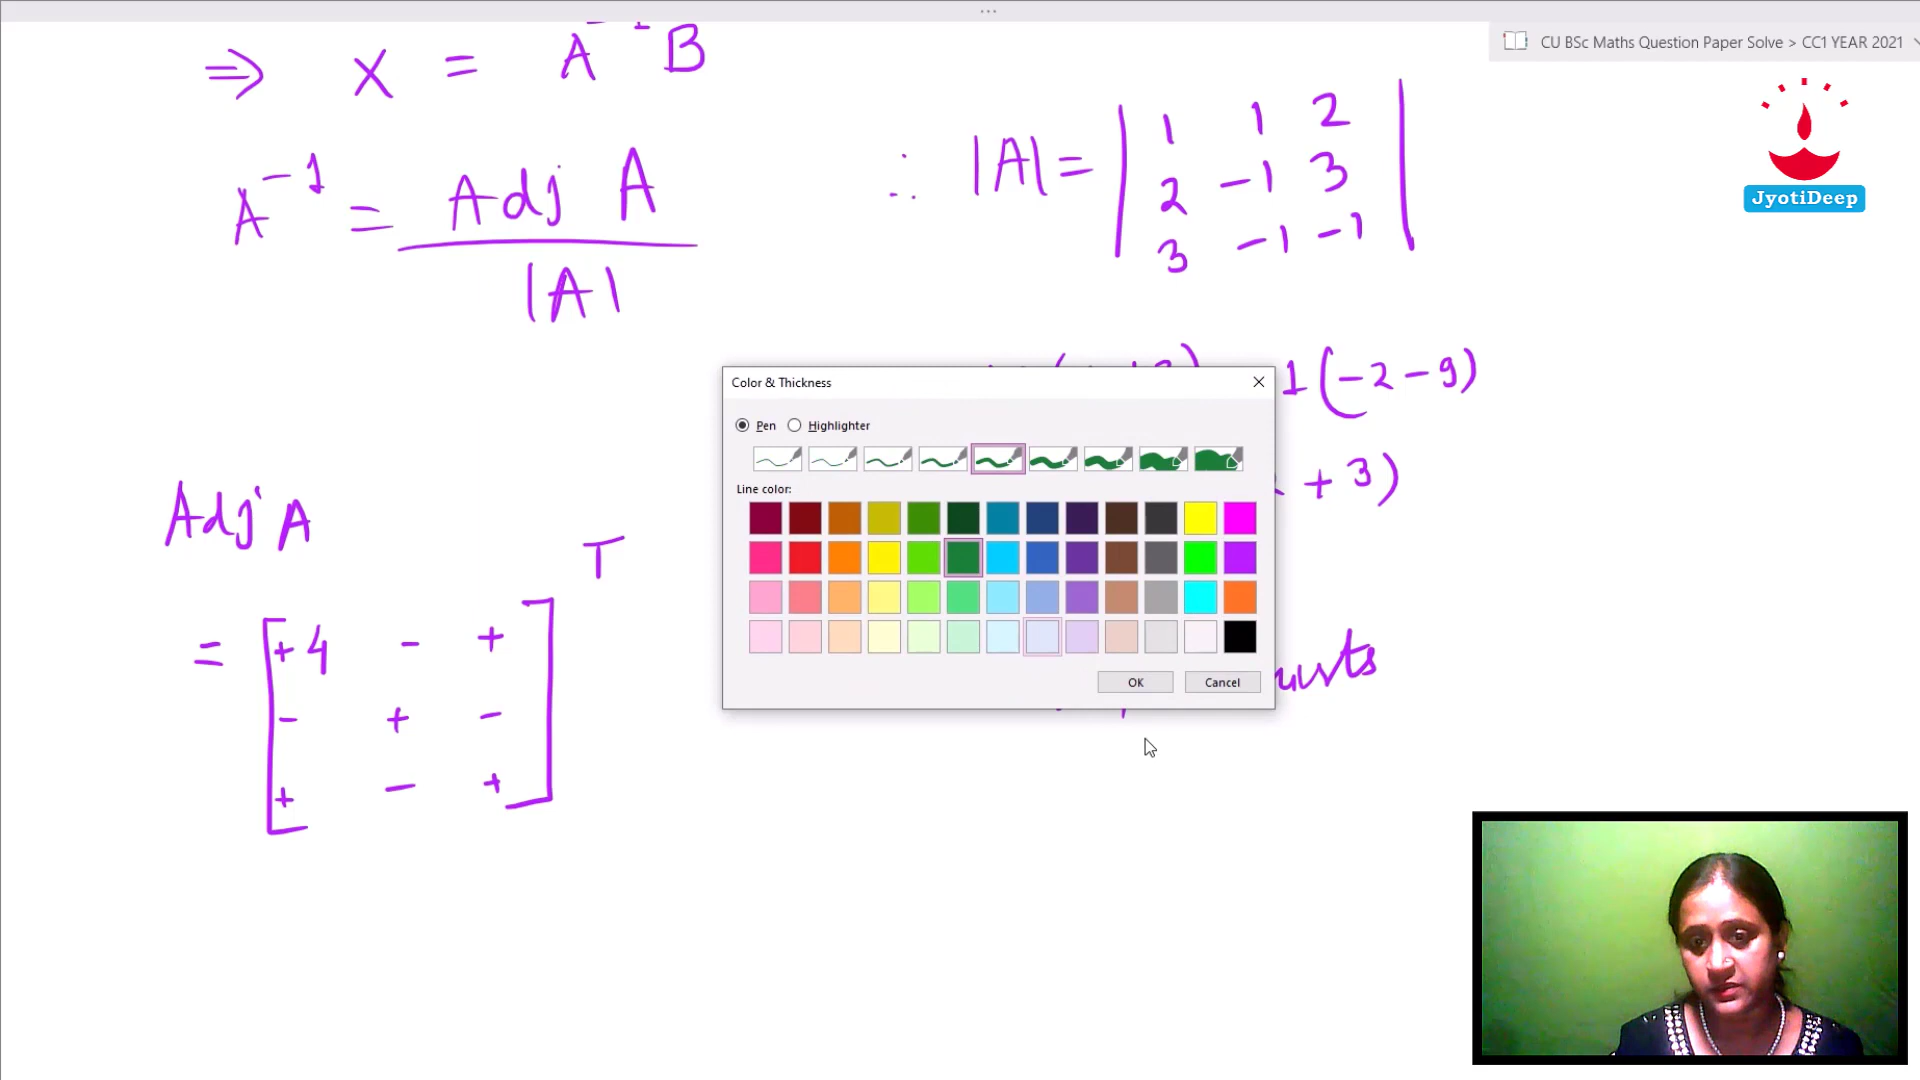 CU BSc Maths Question Paper Solve > CC1 YEAR 2021
⇒ X = A⁻¹B
A⁻¹ = Adj A
|A|
∴ |A| = | 1 1 2 |
2 -1 3
3 -1 -1
JyotiDeep
1(-2-9)
+ 3)
Color & Thickness
Pen Highlighter
Line color:
OK Cancel
Adj A
T
= [ +4 - +
- + -
+ - + ]